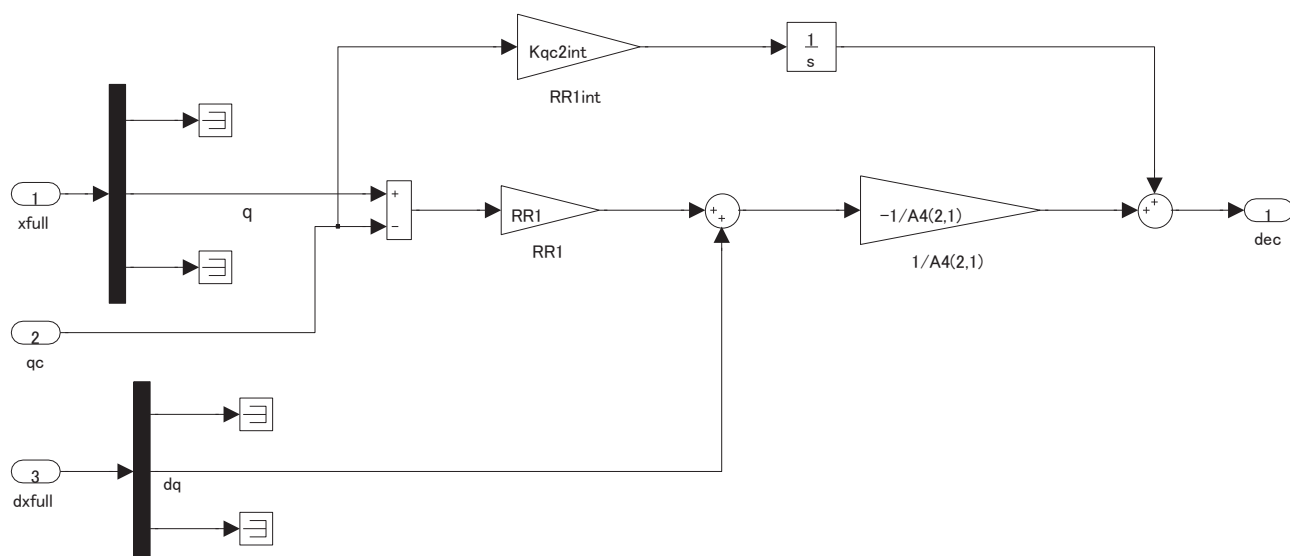 Kqc2int
1
s
RR1int
1
xfull
q
+
−
RR1
RR1
+
+
-1/A4(2,1)
1/A4(2,1)
+
+
1
dec
2
qc
3
dxfull
dq